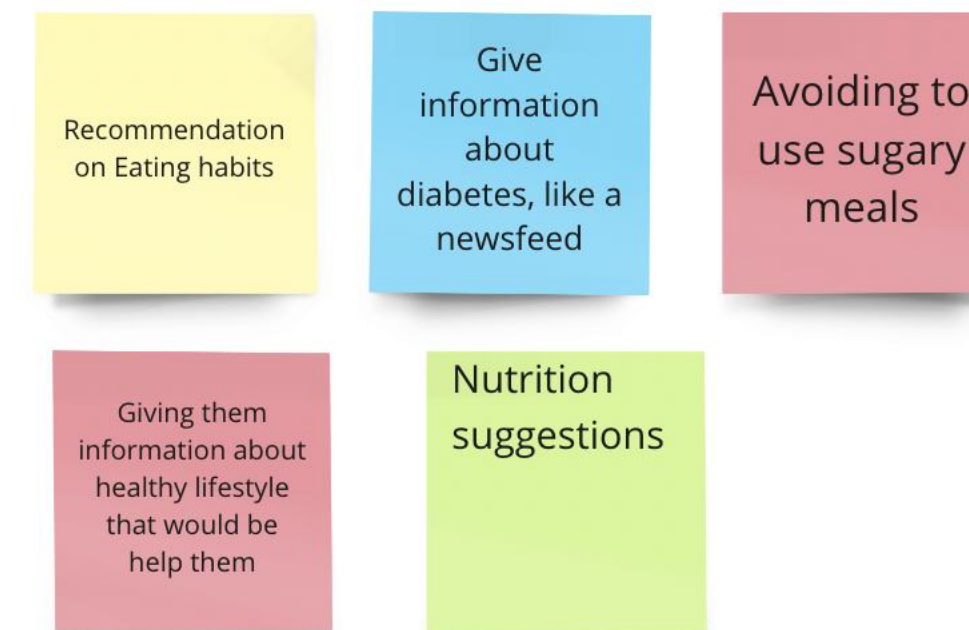 Recommendation
on Eating habits
Give
information
about
diabetes, like a
newsfeed
Avoiding to
use sugary
meals
Giving them
information about
healthy lifestyle
that would be
help them
Nutrition
suggestions